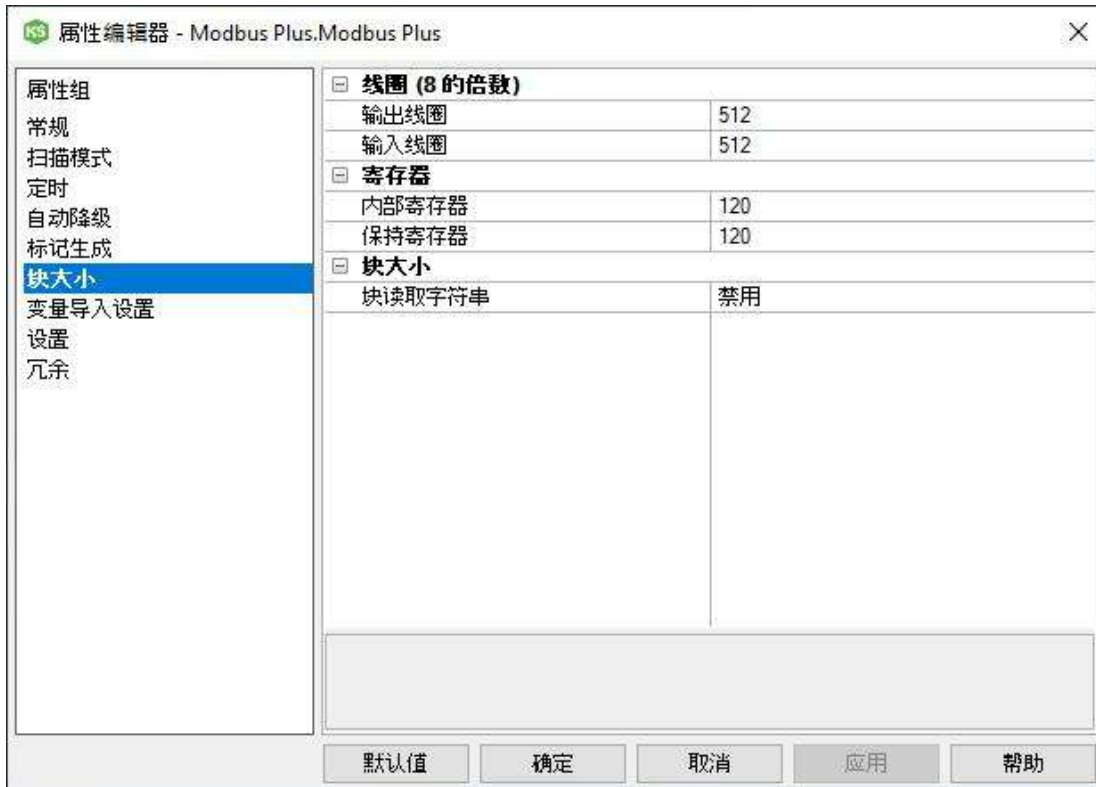 KS 属性编辑器 - Modbus Plus.Modbus Plus
属性组
常规
扫描模式
定时
自动降级
标记生成
块大小
变量导入设置
设置
冗余
线圈 (8 的倍数)
输出线圈 512
输入线圈 512
寄存器
内部寄存器 120
保持寄存器 120
块大小
块读取字符串 禁用
默认值 确定 取消 应用 帮助